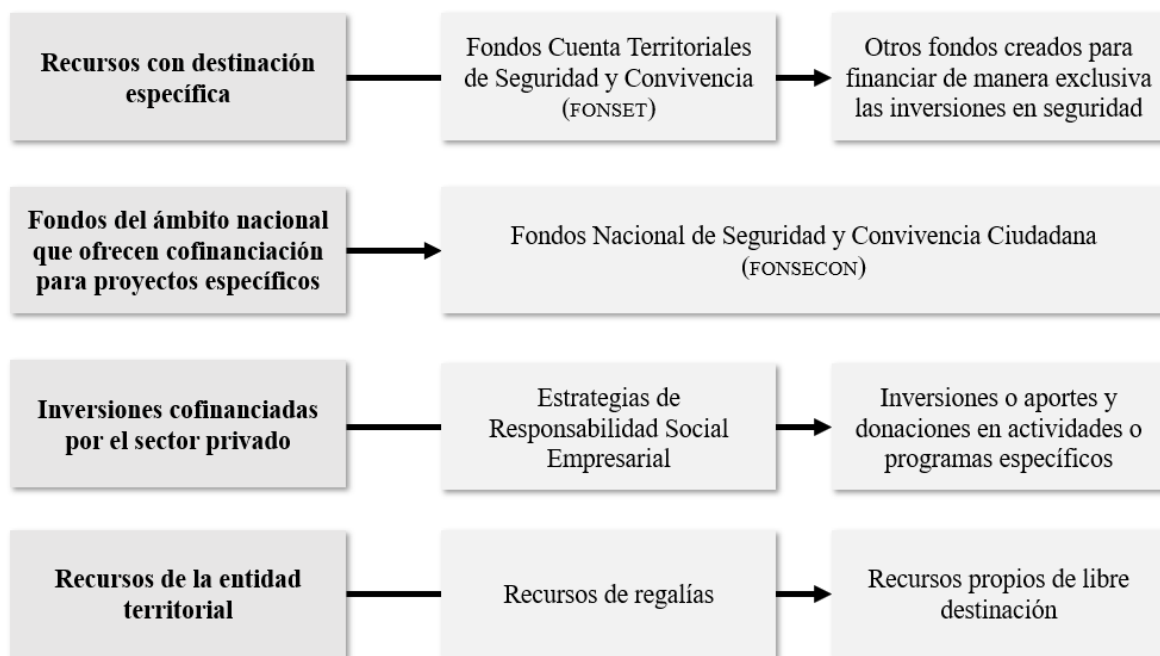 Recursos con destinación
específica
Fondos Cuenta Territoriales
de Seguridad y Convivencia
(FONSET)
Otros fondos creados para
financiar de manera exclusiva
las inversiones en seguridad
Fondos del ámbito nacional
que ofrecen cofinanciación
para proyectos específicos
Fondos Nacional de Seguridad y Convivencia Ciudadana
(FONSECON)
Inversiones cofinanciadas
por el sector privado
Estrategias de
Responsabilidad Social
Empresarial
Inversiones o aportes y
donaciones en actividades o
programas específicos
Recursos de la entidad
territorial
Recursos de regalías
Recursos propios de libre
destinación